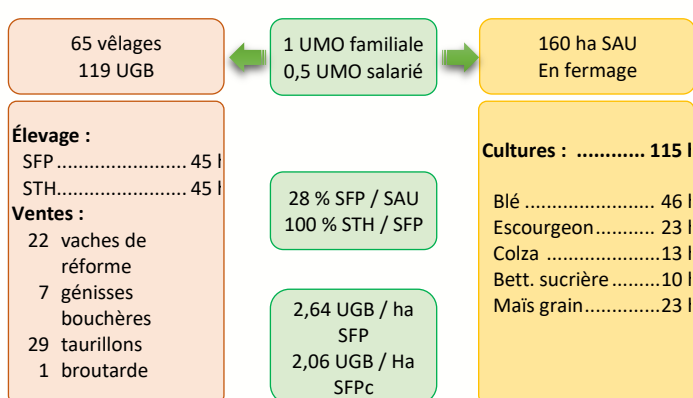 65 vêlages
119 UGB
1 UMO familiale
0,5 UMO salarié
160 ha SAU
En fermage
Élevage :
SFP........................ 45 h
STH........................ 45 h
Ventes :
22 vaches de
réforme
7 génisses
bouchères
29 taurillons
1 broutarde
28 % SFP / SAU
100 % STH / SFP
2,64 UGB / ha
SFP
2,06 UGB / Ha
SFPc
Cultures : ............ 115 h
Blé ........................ 46 h
Escourgeon........... 23 h
Colza ....................13 h
Bett. sucrière .........10 h
Maïs grain..............23 h